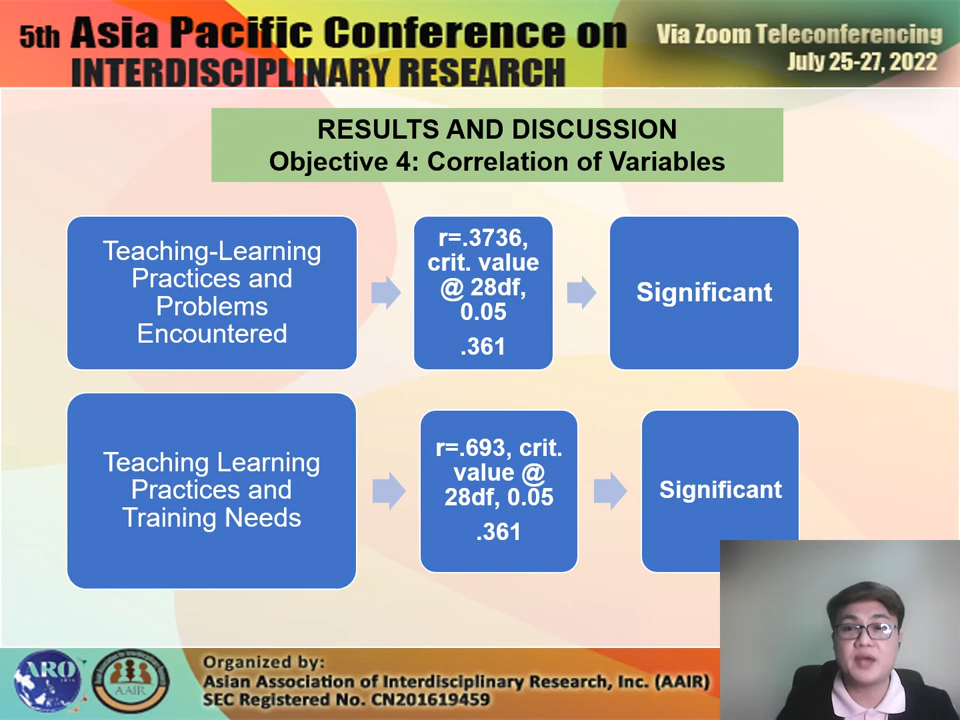 5th Asia Pacific Conference on
INTERDISCIPLINARY RESEARCH
Via Zoom Teleconferencing
July 25-27, 2022
RESULTS AND DISCUSSION
Objective 4: Correlation of Variables
Teaching-Learning
Practices and
Problems
Encountered
r=.3736,
crit. value
@ 28df,
0.05
.361
Significant
Teaching Learning
Practices and
Training Needs
r=.693, crit.
value @
28df, 0.05
.361
Significant
ARO
AAIR
Organized by:
Asian Association of Interdisciplinary Research, Inc. (AAIR)
SEC Registered No. CN201619459